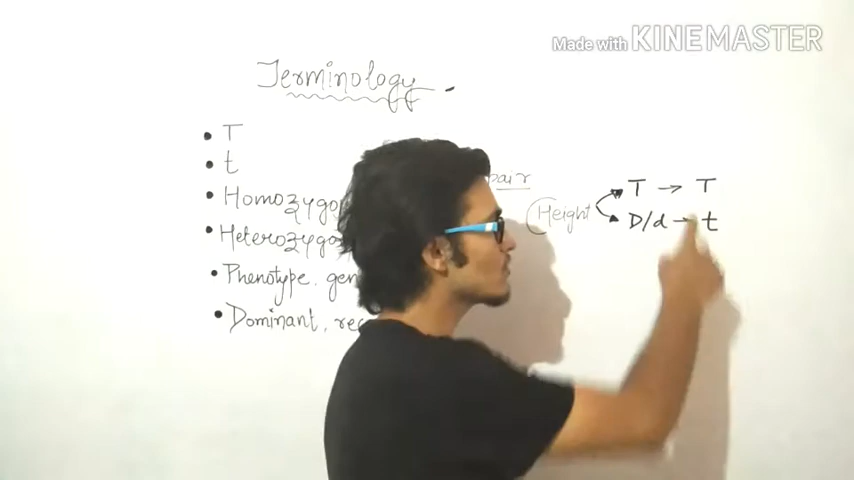 Made with KINEMASTER
Terminology
• T
• t
pair
• Homozygo
Height T → T
D/d → t
• Heterozygo
• Phenotype, gen
• Dominant, rec